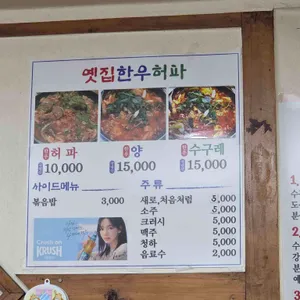 옛집한우허파
허파 양 수구레
10,000 15,000 15,000
사이드메뉴
볶음밥 3,000
주류
새로,처음처럼 5,000
소주 5,000
크러시 5,000
맥주 5,000
청하 5,000
음료수 2,000
KRUSH